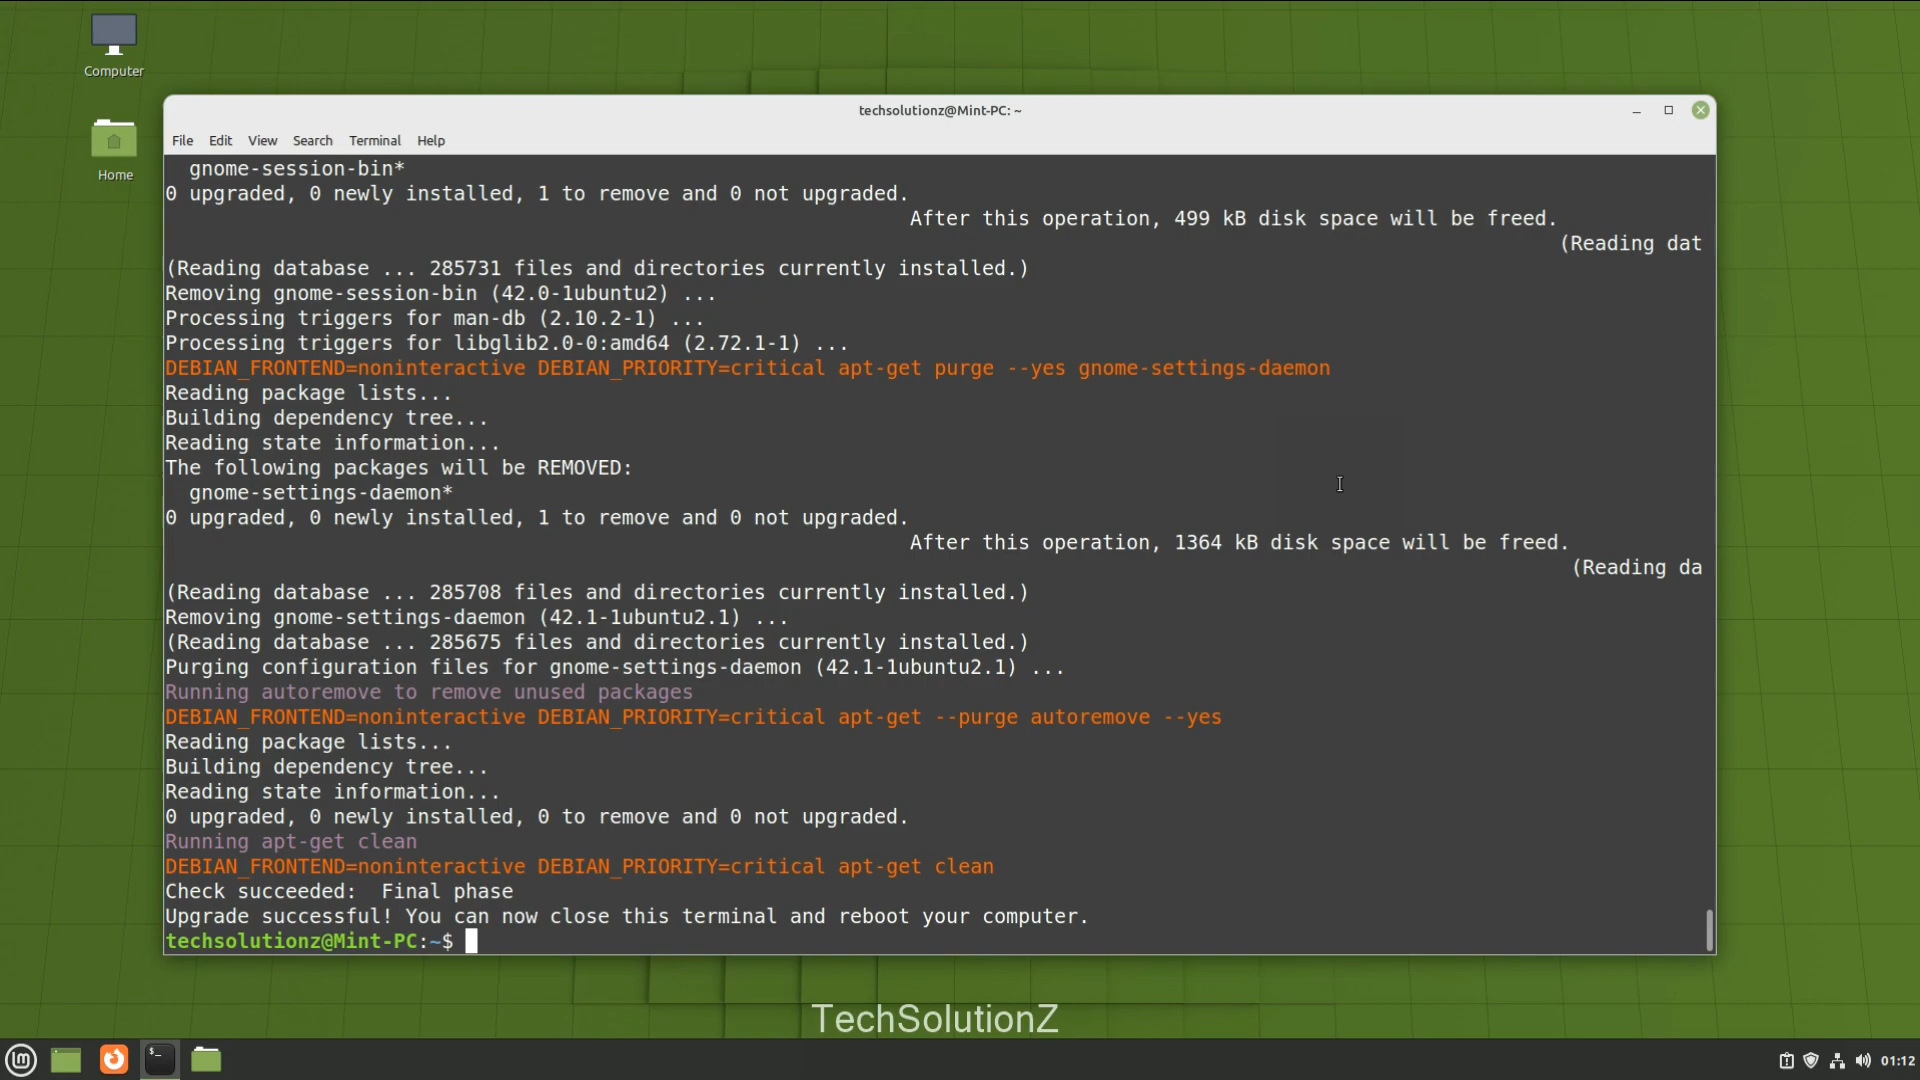 Computer
Home
techsolutionz@Mint-PC: ~
File Edit View Search Terminal Help
gnome-session-bin*
0 upgraded, 0 newly installed, 1 to remove and 0 not upgraded.
After this operation, 499 kB disk space will be freed.
(Reading dat
(Reading database ... 285731 files and directories currently installed.)
Removing gnome-session-bin (42.0-1ubuntu2) ...
Processing triggers for man-db (2.10.2-1) ...
Processing triggers for libglib2.0-0:amd64 (2.72.1-1) ...
DEBIAN_FRONTEND=noninteractive DEBIAN_PRIORITY=critical apt-get purge --yes gnome-settings-daemon
Reading package lists...
Building dependency tree...
Reading state information...
The following packages will be REMOVED:
gnome-settings-daemon*
0 upgraded, 0 newly installed, 1 to remove and 0 not upgraded.
After this operation, 1364 kB disk space will be freed.
(Reading da
(Reading database ... 285708 files and directories currently installed.)
Removing gnome-settings-daemon (42.1-1ubuntu2.1) ...
(Reading database ... 285675 files and directories currently installed.)
Purging configuration files for gnome-settings-daemon (42.1-1ubuntu2.1) ...
Running autoremove to remove unused packages
DEBIAN_FRONTEND=noninteractive DEBIAN_PRIORITY=critical apt-get --purge autoremove --yes
Reading package lists...
Building dependency tree...
Reading state information...
0 upgraded, 0 newly installed, 0 to remove and 0 not upgraded.
Running apt-get clean
DEBIAN_FRONTEND=noninteractive DEBIAN_PRIORITY=critical apt-get clean
Check succeeded:  Final phase
Upgrade successful! You can now close this terminal and reboot your computer.
techsolutionz@Mint-PC:~$
TechSolutionZ
01:12